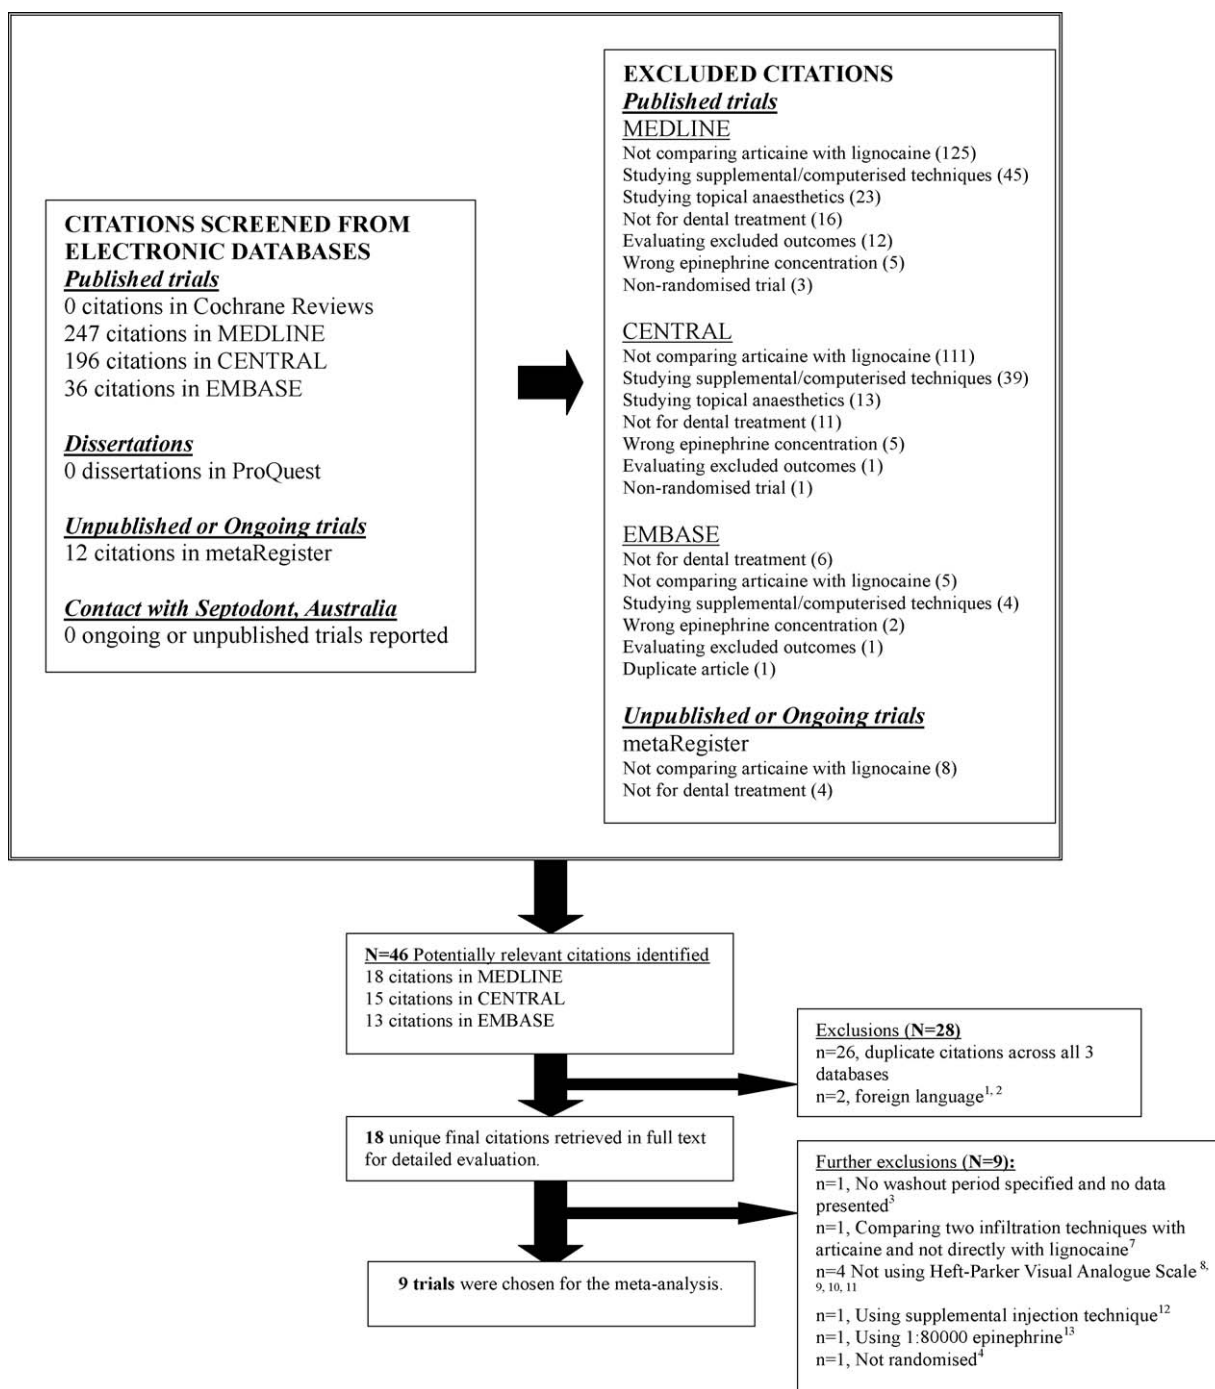 CITATIONS SCREENED FROM
ELECTRONIC DATABASES
Published trials
0 citations in Cochrane Reviews
247 citations in MEDLINE
196 citations in CENTRAL
36 citations in EMBASE
Dissertations
0 dissertations in ProQuest
Unpublished or Ongoing trials
12 citations in metaRegister
Contact with Septodont, Australia
0 ongoing or unpublished trials reported
EXCLUDED CITATIONS
Published trials
MEDLINE
Not comparing articaine with lignocaine (125)
Studying supplemental/computerised techniques (45)
Studying topical anaesthetics (23)
Not for dental treatment (16)
Evaluating excluded outcomes (12)
Wrong epinephrine concentration (5)
Non-randomised trial (3)
CENTRAL
Not comparing articaine with lignocaine (111)
Studying supplemental/computerised techniques (39)
Studying topical anaesthetics (13)
Not for dental treatment (11)
Wrong epinephrine concentration (5)
Evaluating excluded outcomes (1)
Non-randomised trial (1)
EMBASE
Not for dental treatment (6)
Not comparing articaine with lignocaine (5)
Studying supplemental/computerised techniques (4)
Wrong epinephrine concentration (2)
Evaluating excluded outcomes (1)
Duplicate article (1)
Unpublished or Ongoing trials
metaRegister
Not comparing articaine with lignocaine (8)
Not for dental treatment (4)
N=46 Potentially relevant citations identified
18 citations in MEDLINE
15 citations in CENTRAL
13 citations in EMBASE
Exclusions (N=28)
n=26, duplicate citations across all 3
databases
n=2, foreign language1, 2
18 unique final citations retrieved in full text
for detailed evaluation.
Further exclusions (N=9):
n=1, No washout period specified and no data
presented3
n=1, Comparing two infiltration techniques with
articaine and not directly with lignocaine7
n=4 Not using Heft-Parker Visual Analogue Scale 8,
9, 10, 11
n=1, Using supplemental injection technique12
n=1, Using 1:80000 epinephrine13
n=1, Not randomised4
9 trials were chosen for the meta-analysis.